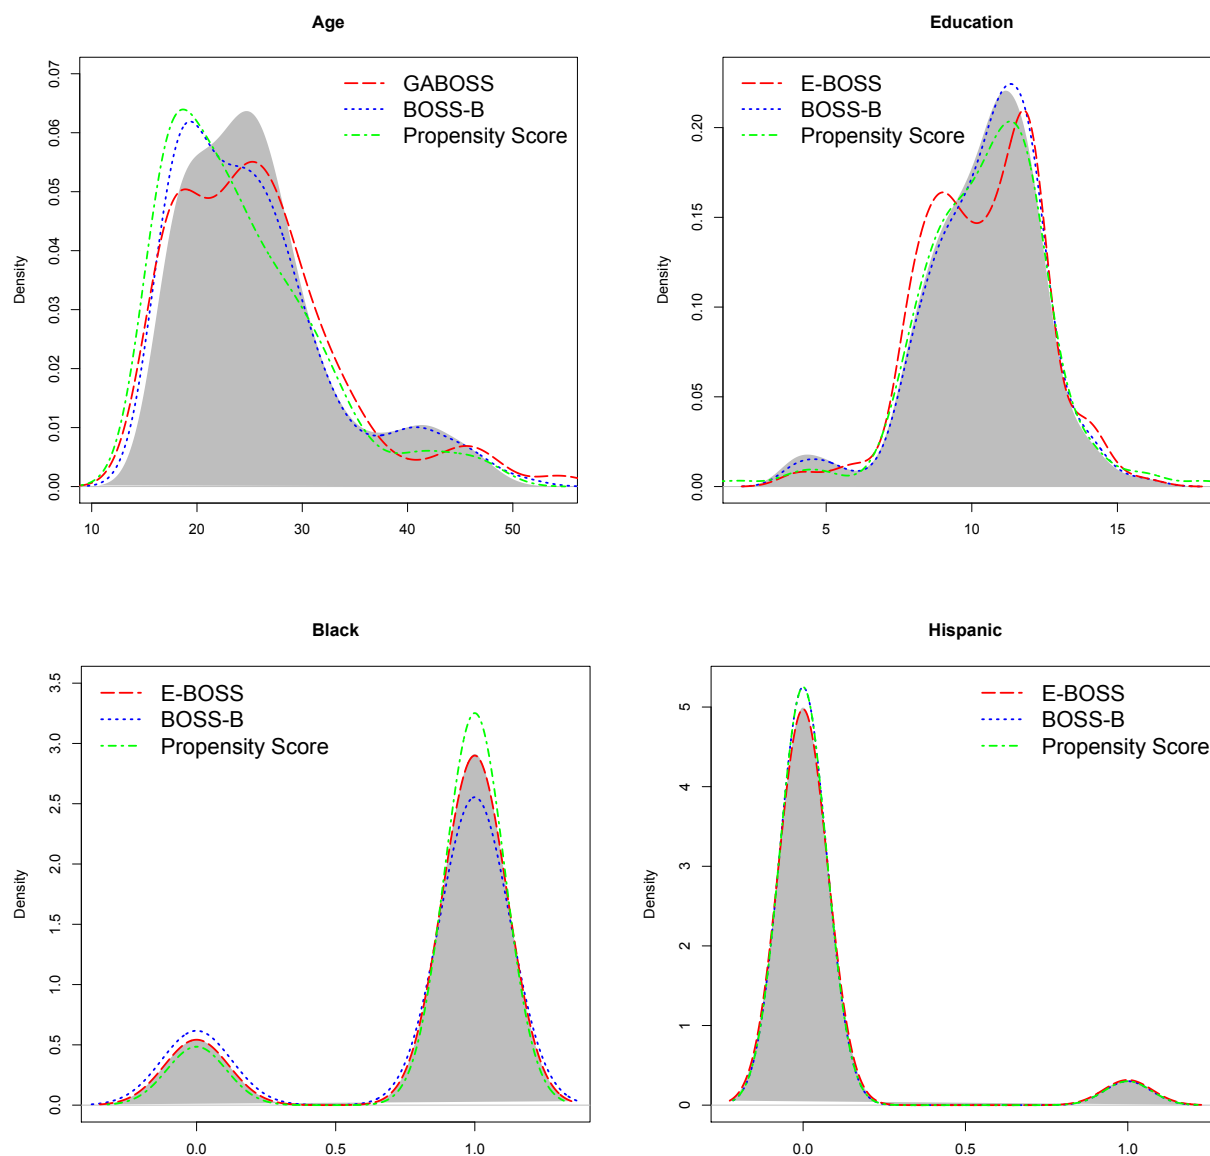 Age
GABOSS
BOSS-B
Propensity Score
Density
0.00 0.01 0.02 0.03 0.04 0.05 0.06 0.07
10 20 30 40 50
Education
E-BOSS
BOSS-B
Propensity Score
Density
0.00 0.05 0.10 0.15 0.20
5 10 15
Black
E-BOSS
BOSS-B
Propensity Score
Density
0.0 0.5 1.0 1.5 2.0 2.5 3.0 3.5
0.0 0.5 1.0
Hispanic
E-BOSS
BOSS-B
Propensity Score
Density
0 1 2 3 4 5
0.0 0.5 1.0